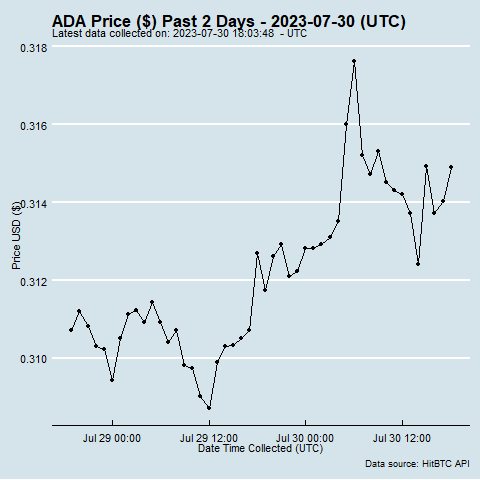 ADA Price ($) Past 2 Days - 2023-07-30 (UTC)
Latest data collected on: 2023-07-30 18:03:48 - UTC
0.318
0.316
0.314
0.312
0.310
Price USD ($)
Jul 29 00:00
Jul 29 12:00
Jul 30 00:00
Jul 30 12:00
Date Time Collected (UTC)
Data source: HitBTC API